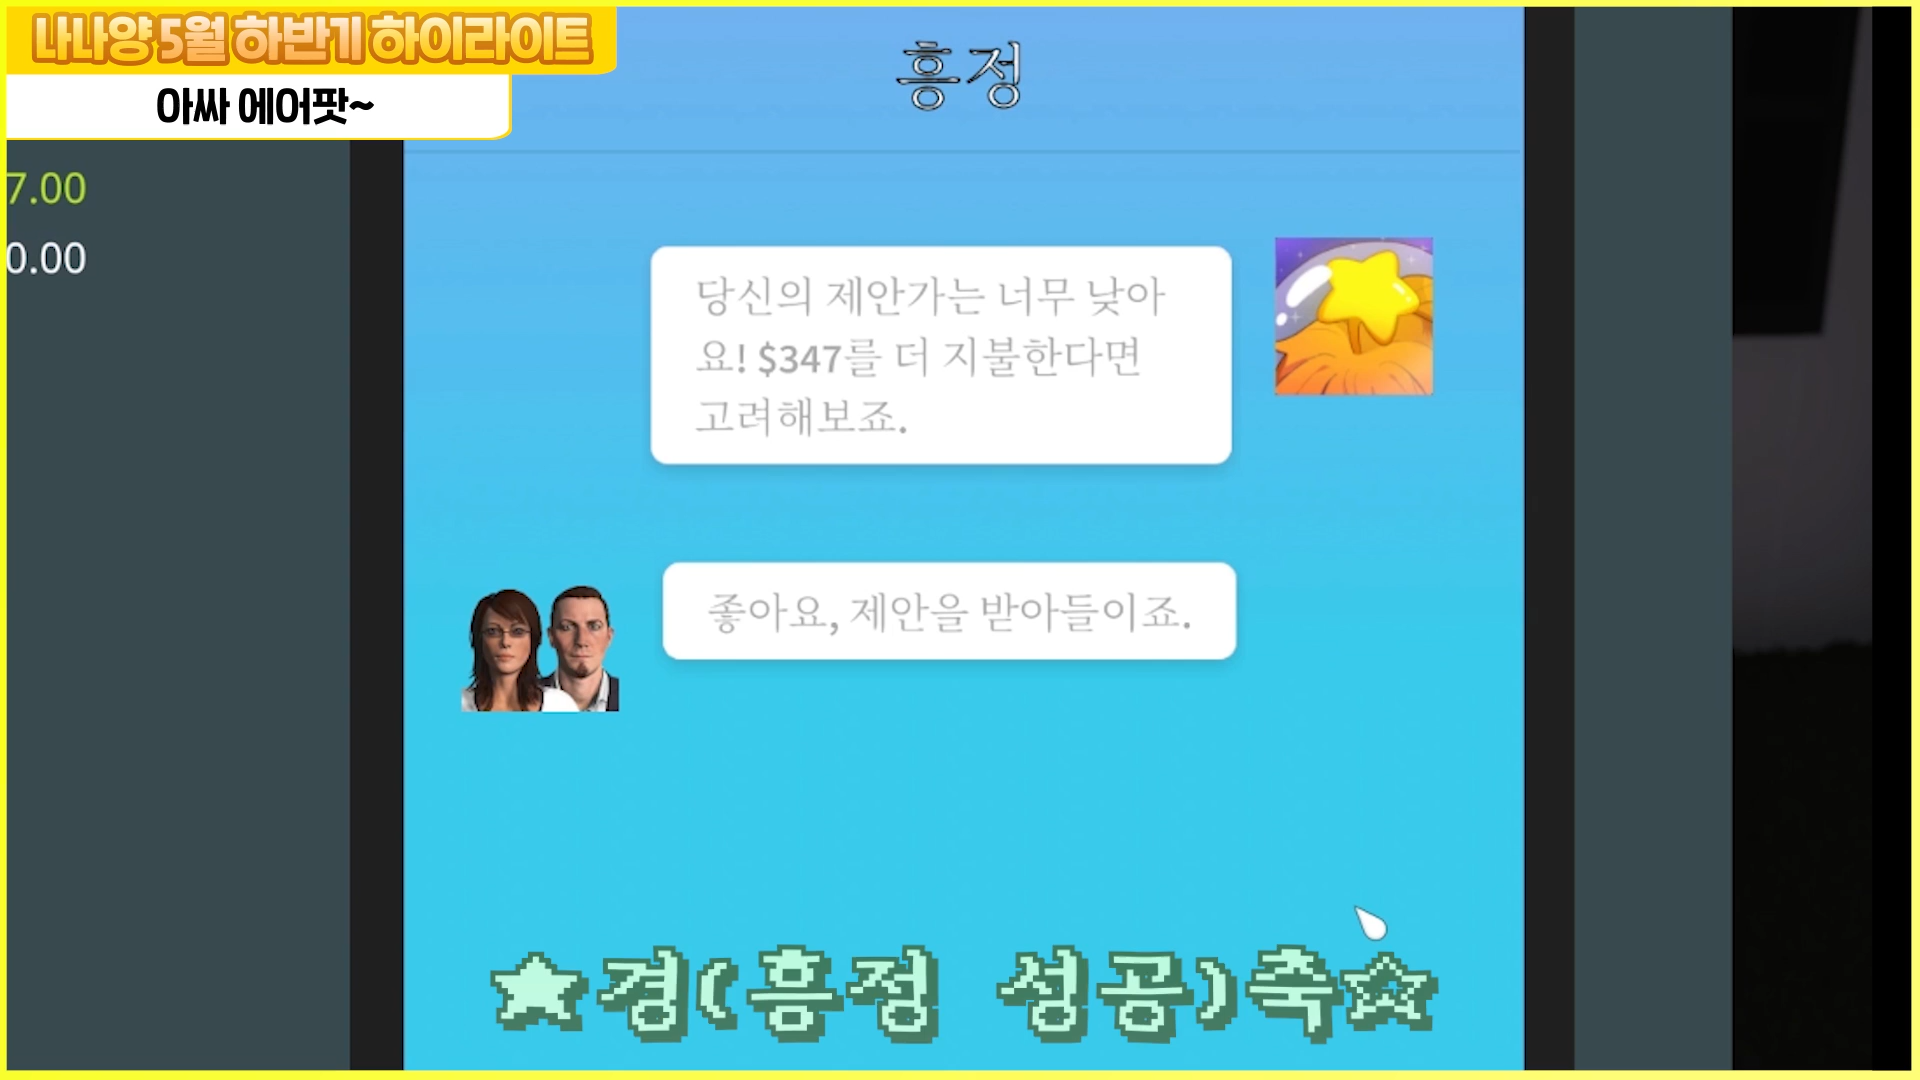 나나양 5월 하반기 하이라이트
아싸 에어팟~
7.00
0.00
흥정
당신의 제안가는 너무 낮아
요! $347를 더 지불한다면
고려해보죠.
좋아요, 제안을 받아들이죠.
★경(흥정 성공)축☆